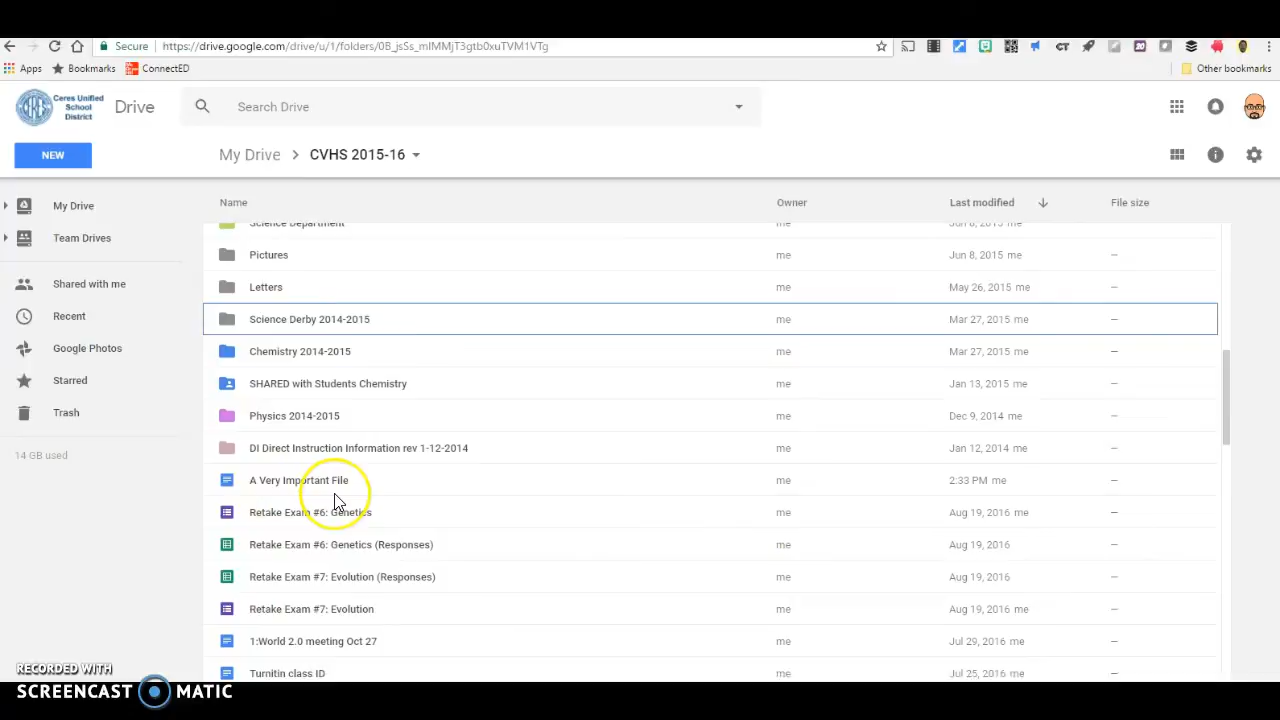 Secure https://drive.google.com/drive/u/1/folders/0B_jsSs_mIMMjT3gtb0xuTVM1VTg
Apps Bookmarks ConnectED Other bookmarks
Ceres Unified
School
District
Drive
Search Drive
NEW
My Drive > CVHS 2015-16
My Drive
Team Drives
Shared with me
Recent
Google Photos
Starred
Trash
14 GB used
Name Owner Last modified File size
Science Department me Jun 8, 2015 me –
Pictures me Jun 8, 2015 me –
Letters me May 26, 2015 me –
Science Derby 2014-2015 me Mar 27, 2015 me –
Chemistry 2014-2015 me Mar 27, 2015 me –
SHARED with Students Chemistry me Jan 13, 2015 me –
Physics 2014-2015 me Dec 9, 2014 me –
DI Direct Instruction Information rev 1-12-2014 me Jan 12, 2014 me –
A Very Important File me 2:33 PM me –
Retake Exam #6: Genetics me Aug 19, 2016 me –
Retake Exam #6: Genetics (Responses) me Aug 19, 2016 –
Retake Exam #7: Evolution (Responses) me Aug 19, 2016 –
Retake Exam #7: Evolution me Aug 19, 2016 me –
1:World 2.0 meeting Oct 27 me Jul 29, 2016 me –
Turnitin class ID me Jul 25, 2016 me –
RECORDED WITH
SCREENCAST MATIC